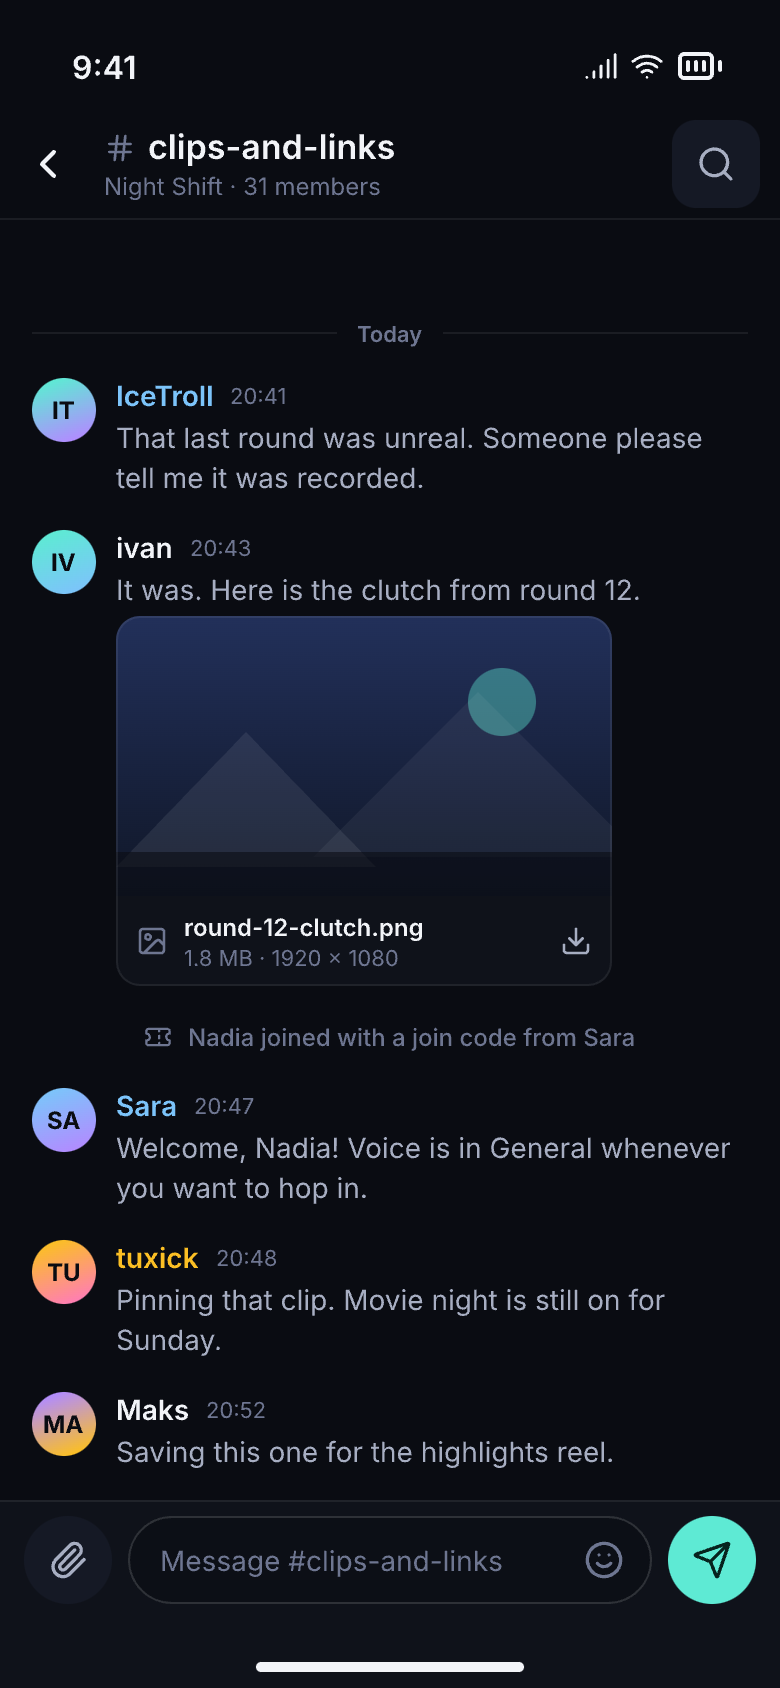 9:41
# clips-and-links
Night Shift · 31 members
Today
IT
IceTroll 20:41
That last round was unreal. Someone please
tell me it was recorded.
IV
ivan 20:43
It was. Here is the clutch from round 12.
round-12-clutch.png
1.8 MB · 1920 × 1080
Nadia joined with a join code from Sara
SA
Sara 20:47
Welcome, Nadia! Voice is in General whenever
you want to hop in.
TU
tuxick 20:48
Pinning that clip. Movie night is still on for
Sunday.
MA
Maks 20:52
Saving this one for the highlights reel.
Message #clips-and-links